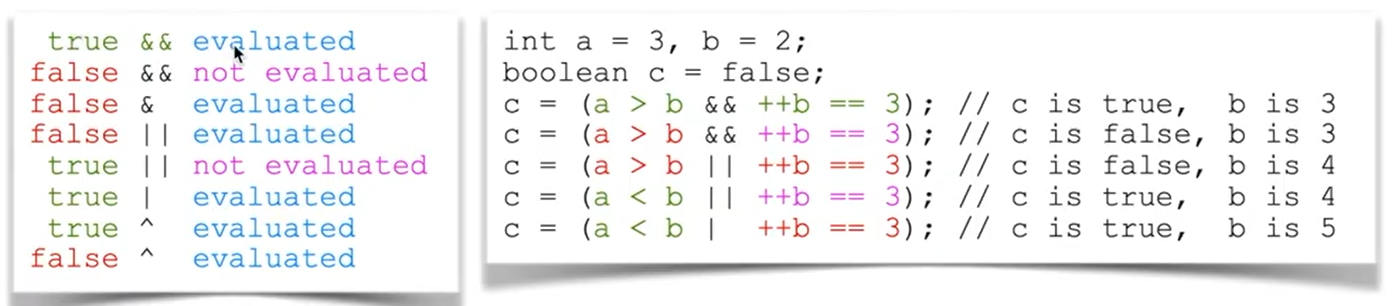 true && evaluated
false && not evaluated
false & evaluated
false || evaluated
true || not evaluated
true | evaluated
true ^ evaluated
false ^ evaluated
int a = 3, b = 2;
boolean c = false;
c = (a > b && ++b == 3); // c is true, b is 3
c = (a > b && ++b == 3); // c is false, b is 3
c = (a > b || ++b == 3); // c is false, b is 4
c = (a < b || ++b == 3); // c is true, b is 4
c = (a < b | ++b == 3); // c is true, b is 5